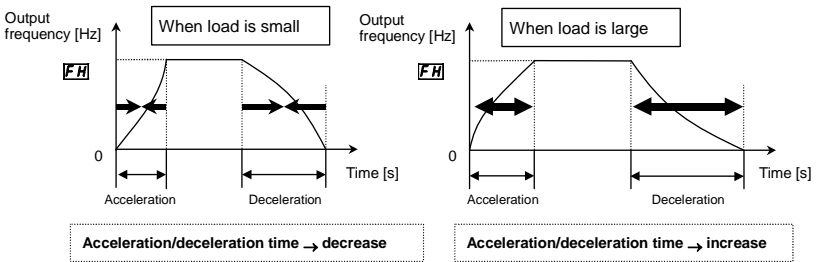 Output
frequency [Hz]
When load is small
FH
0
Time [s]
Acceleration
Deceleration
Acceleration/deceleration time → decrease
Output
frequency [Hz]
When load is large
FH
0
Time [s]
Acceleration
Deceleration
Acceleration/deceleration time → increase